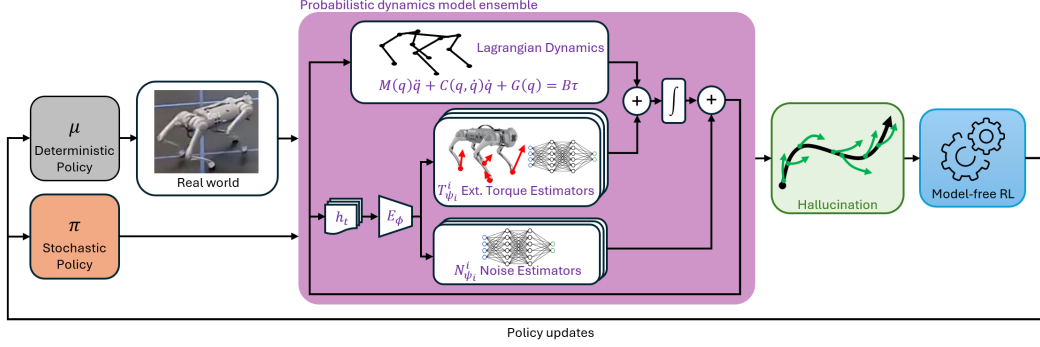 Probabilistic dynamics model ensemble
Lagrangian Dynamics
M(q)q̈ + C(q, q̇)q̇ + G(q) = Bτ
μ
Deterministic
Policy
Real world
π
Stochastic
Policy
h_t
E_ϕ
T^i_{ψ_i} Ext. Torque Estimators
N^i_{ψ_i} Noise Estimators
+
∫
+
Hallucination
Model-free RL
Policy updates